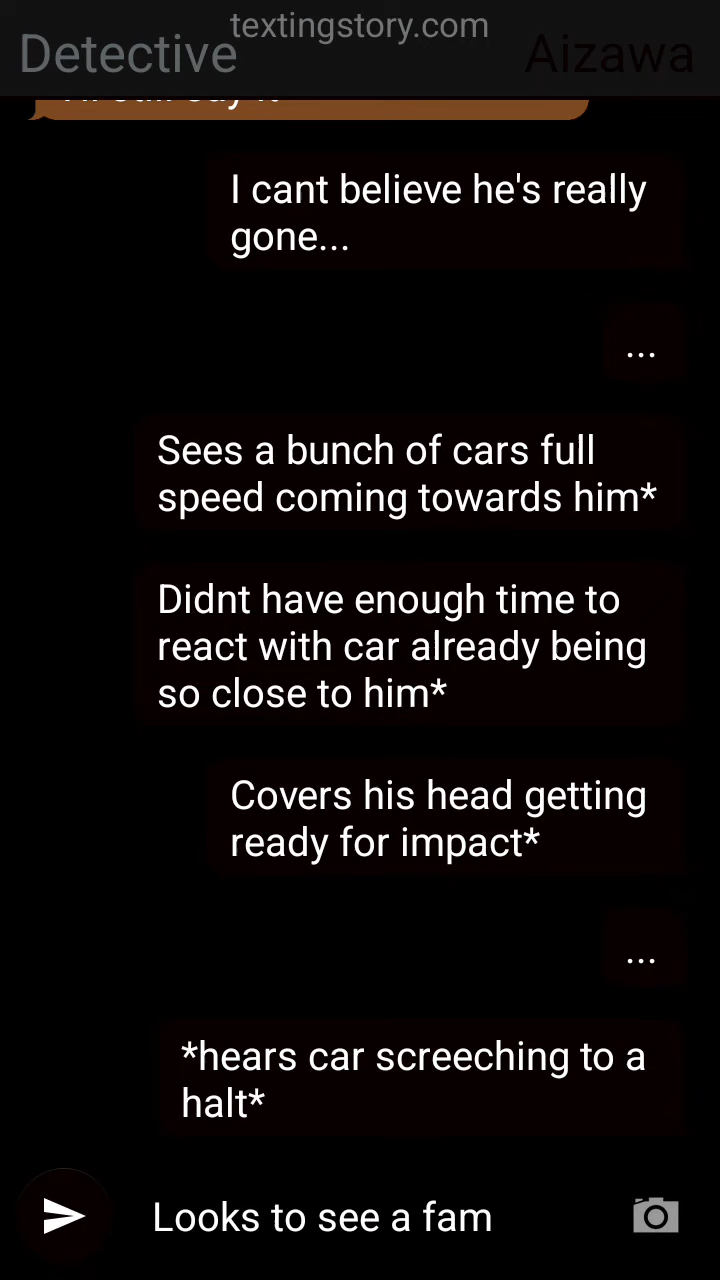 textingstory.com
Detective
Aizawa
I cant believe he's really
gone...
...
Sees a bunch of cars full
speed coming towards him*
Didnt have enough time to
react with car already being
so close to him*
Covers his head getting
ready for impact*
...
*hears car screeching to a
halt*
Looks to see a fam